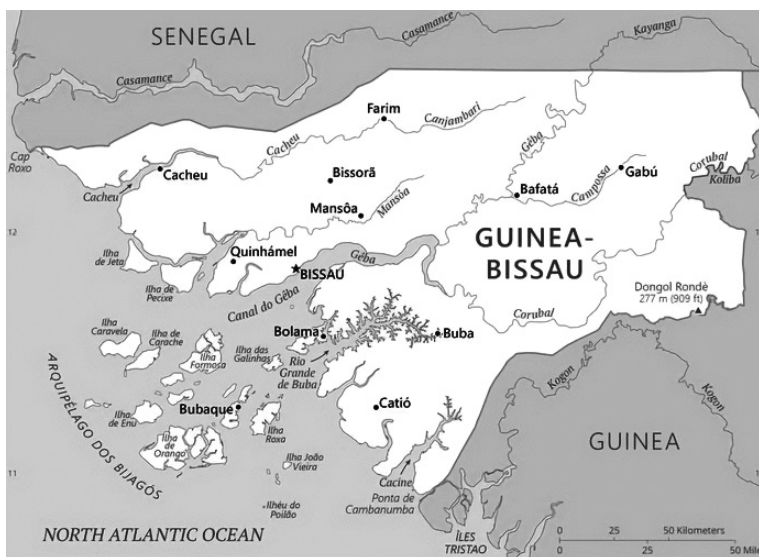 SENEGAL
Casamance
Casamance
Kayanga
Farim
Canjambari
Cacheu
Gêba
Cap
Roxo
Cacheu
Cacheu
Bissorã
Gabú
Campossa
Corubal
Koliba
Bafatá
Mansôa
Mansôa
12
12
Quinhámel
GUINEA-
BISSAU
Ilha
de Jeta
BISSAU
Gêba
Ilha de
Pecixe
Canal do Gêba
Dongol Rondè
277 m (909 ft)
Corubal
Ilha
Caravela
Ilha de
Carache
Bolama
Buba
Ilha
Formosa
Ilha das
Galinhas
Rio
Grande
de Buba
Kogon
Kogon
ARQUIPÉLAGO DOS BIJAGÓS
Ilha
de Enu
Bubaque
Catió
Ilha
Roxa
Ilha
de
Orango
GUINEA
Ilha João
Vieira
11
Cacine
Ponta de
Cambanumba
Ilhéu do
Poilão
NORTH ATLANTIC OCEAN
ÎLES
TRISTAO
0 25 50 Kilometers
0 25 50 Mile